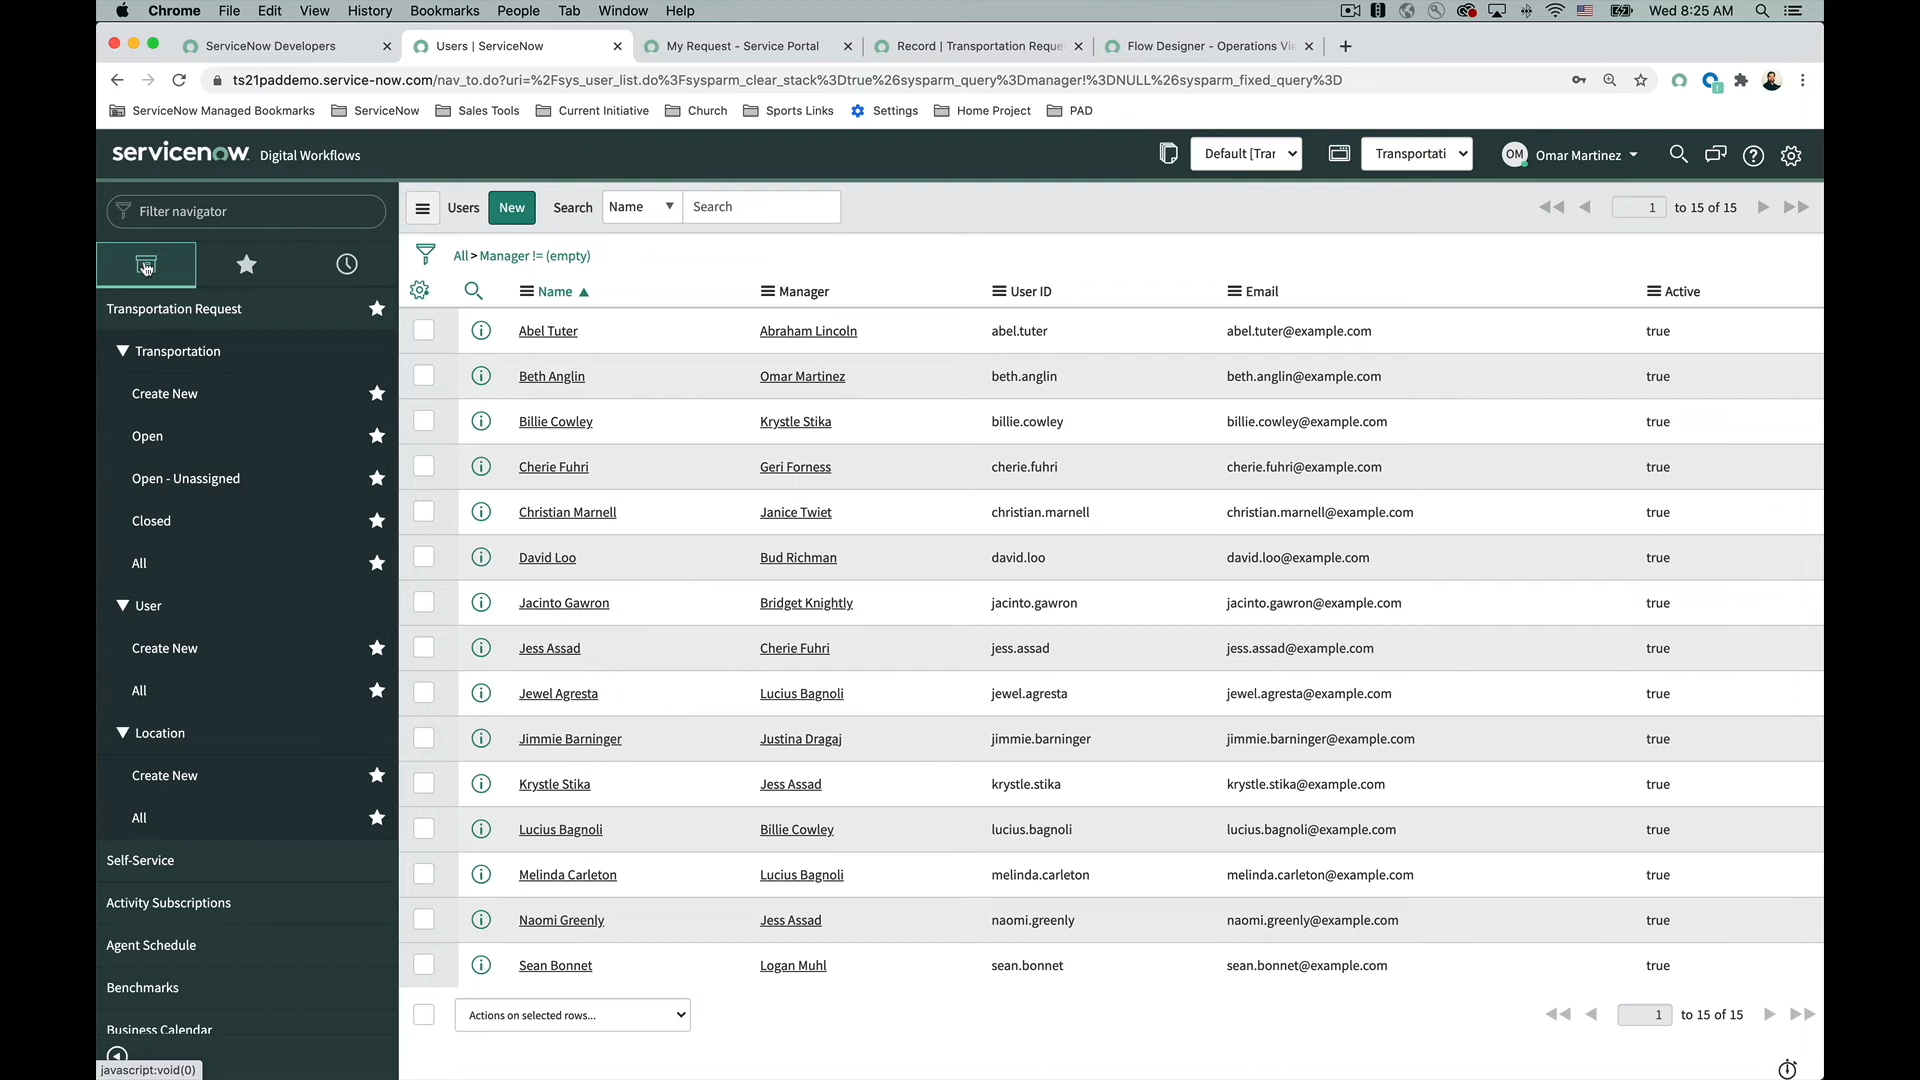 Chrome File Edit View History Bookmarks People Tab Window Help Wed 8:25 AM
ServiceNow Developers Users | ServiceNow My Request - Service Portal Record | Transportation Reque Flow Designer - Operations Vi
ts21paddemo.service-now.com/nav_to.do?uri=%2Fsys_user_list.do%3Fsysparm_clear_stack%3Dtrue%26sysparm_query%3Dmanager!%3DNULL%26sysparm_fixed_query%3D
ServiceNow Managed Bookmarks ServiceNow Sales Tools Current Initiative Church Sports Links Settings Home Project PAD
servicenow Digital Workflows Default [Trar Transportati OM Omar Martinez
Filter navigator
Users New Search Name Search 1 to 15 of 15
All > Manager != (empty)
Name Manager User ID Email Active
Transportation Request
Transportation
Create New
Open
Open - Unassigned
Closed
All
User
Create New
All
Location
Create New
All
Self-Service
Activity Subscriptions
Agent Schedule
Benchmarks
Business Calendar
javascript:void(0)
Abel Tuter Abraham Lincoln abel.tuter abel.tuter@example.com true
Beth Anglin Omar Martinez beth.anglin beth.anglin@example.com true
Billie Cowley Krystle Stika billie.cowley billie.cowley@example.com true
Cherie Fuhri Geri Forness cherie.fuhri cherie.fuhri@example.com true
Christian Marnell Janice Twiet christian.marnell christian.marnell@example.com true
David Loo Bud Richman david.loo david.loo@example.com true
Jacinto Gawron Bridget Knightly jacinto.gawron jacinto.gawron@example.com true
Jess Assad Cherie Fuhri jess.assad jess.assad@example.com true
Jewel Agresta Lucius Bagnoli jewel.agresta jewel.agresta@example.com true
Jimmie Barninger Justina Dragaj jimmie.barninger jimmie.barninger@example.com true
Krystle Stika Jess Assad krystle.stika krystle.stika@example.com true
Lucius Bagnoli Billie Cowley lucius.bagnoli lucius.bagnoli@example.com true
Melinda Carleton Lucius Bagnoli melinda.carleton melinda.carleton@example.com true
Naomi Greenly Jess Assad naomi.greenly naomi.greenly@example.com true
Sean Bonnet Logan Muhl sean.bonnet sean.bonnet@example.com true
Actions on selected rows... 1 to 15 of 15